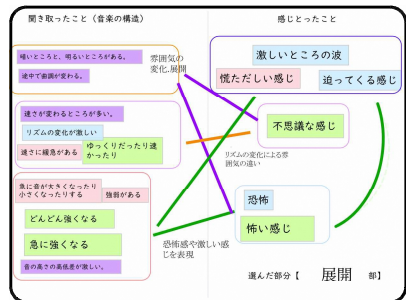 聞き取ったこと（音楽の構造）
感じとったこと
暗いところと、明るいところがある。
途中で曲調が変わる。
雰囲気の
変化､展開
激しいところの波
慌ただしい感じ
迫ってくる感じ
速さが変わるところが多い。
リズムの変化が激しい
速さに緩急がある
ゆっくりだったり速
かったり
不思議な感じ
リズムの変化による雰
囲気の違い
急に音が大きくなったり
小さくなったりする
強弱がある
どんどん強くなる
急に強くなる
音の高さの高低差が激しい。
恐怖
怖い感じ
恐怖感や激しい感
じを表現
選んだ部分【　展開　部】